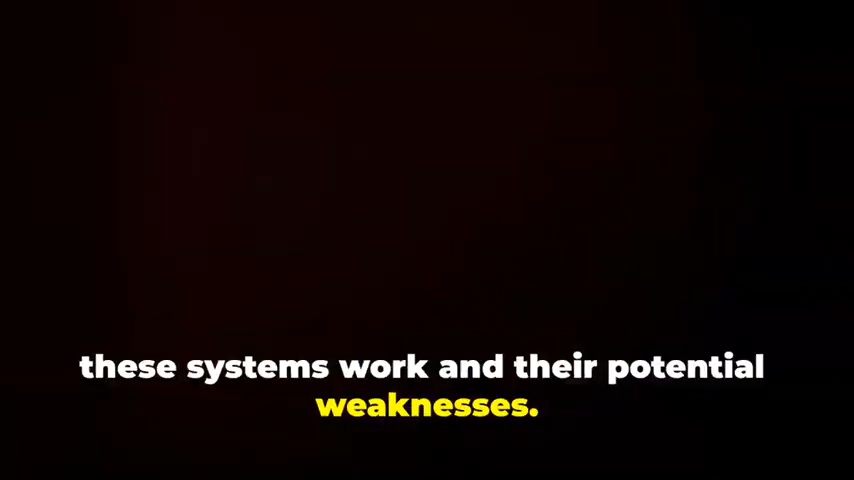 these systems work and their potential
weaknesses.